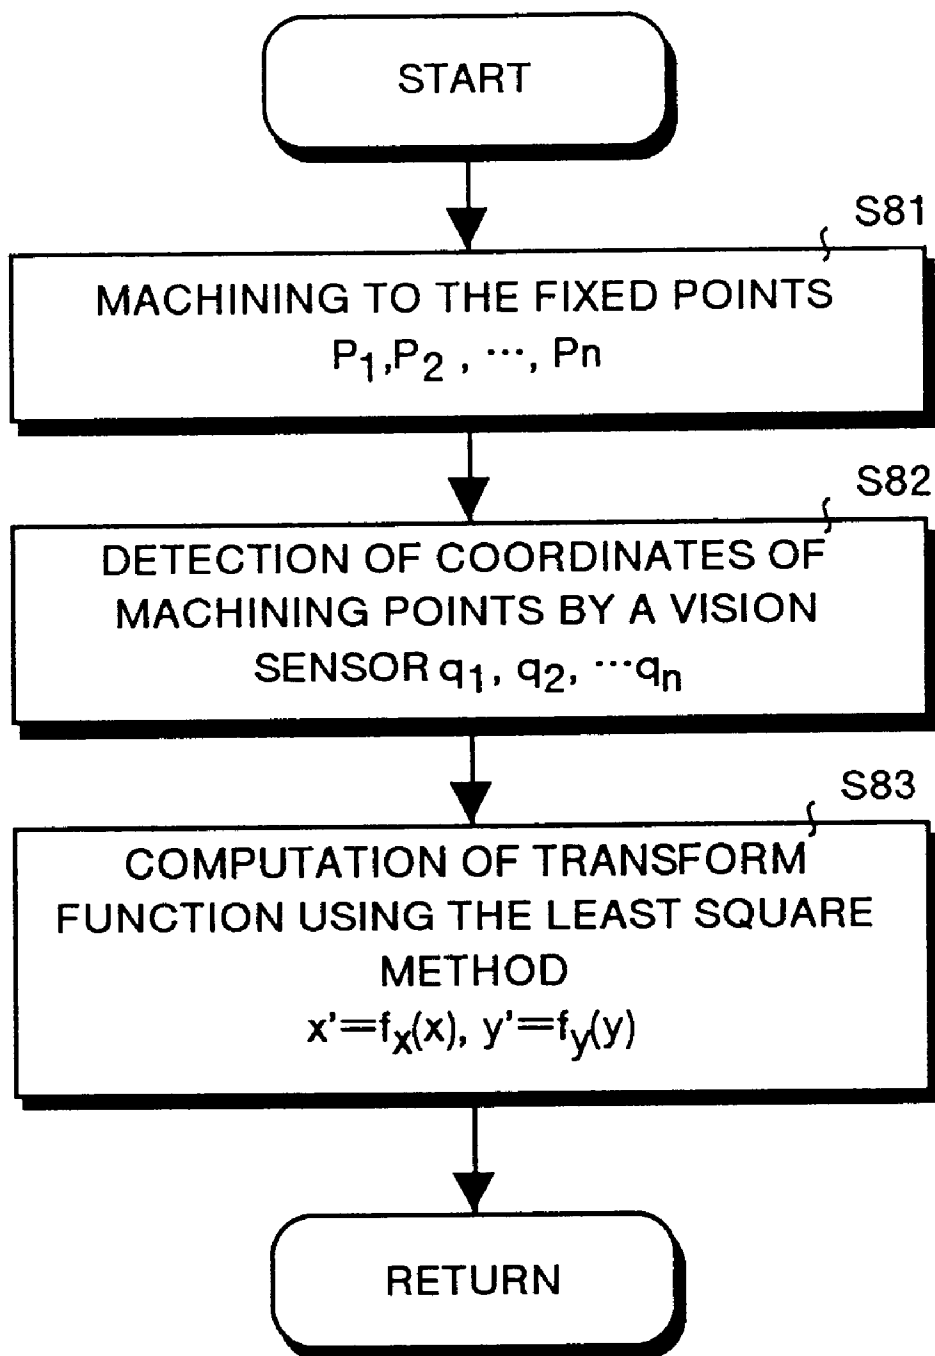 START
S81
MACHINING TO THE FIXED POINTS
P₁,P₂ , ···, Pn
S82
DETECTION OF COORDINATES OF
MACHINING POINTS BY A VISION
SENSOR q₁, q₂, ···qₙ
S83
COMPUTATION OF TRANSFORM
FUNCTION USING THE LEAST SQUARE
METHOD
x'=fₓ(x), y'=fy(y)
RETURN